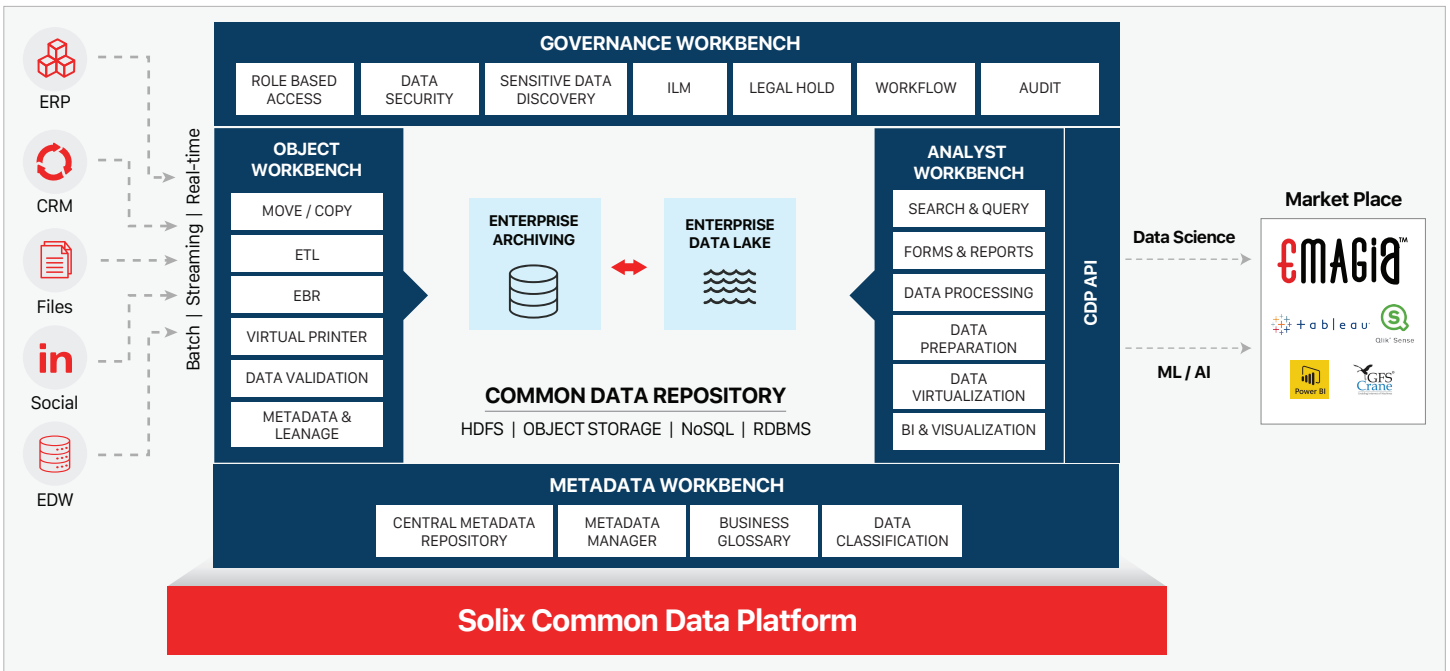 GOVERNANCE WORKBENCH
ROLE BASED
ACCESS
DATA
SECURITY
SENSITIVE DATA
DISCOVERY
ILM
LEGAL HOLD
WORKFLOW
AUDIT
ERP
CRM
Files
in
Social
EDW
Batch | Streaming | Real-time
OBJECT
WORKBENCH
MOVE / COPY
ETL
EBR
VIRTUAL PRINTER
DATA VALIDATION
METADATA &
LEANAGE
ENTERPRISE
ARCHIVING
ENTERPRISE
DATA LAKE
COMMON DATA REPOSITORY
HDFS | OBJECT STORAGE | NoSQL | RDBMS
ANALYST
WORKBENCH
SEARCH & QUERY
FORMS & REPORTS
DATA PROCESSING
DATA
PREPARATION
DATA
VIRTUALIZATION
BI & VISUALIZATION
CDP API
Data Science
ML / AI
Market Place
EMAGIA™
+ableau
S
Qlik Sense
Power BI
GFS
Crane
METADATA WORKBENCH
CENTRAL METADATA
REPOSITORY
METADATA
MANAGER
BUSINESS
GLOSSARY
DATA
CLASSIFICATION
Solix Common Data Platform